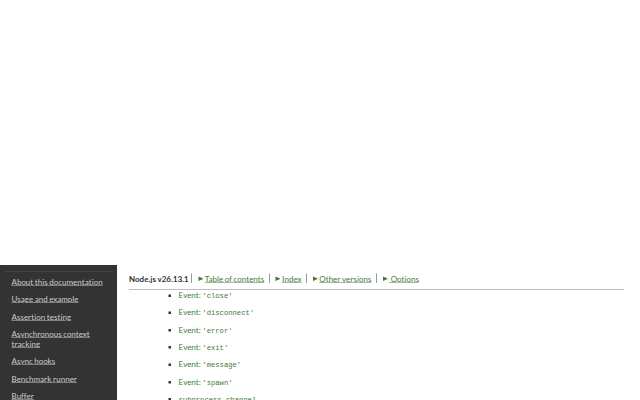 Node.js v26.13.1 ► Table of contents ► Index ► Other versions ► Options
About this documentation
Usage and example
Assertion testing
Asynchronous context
tracking
Async hooks
Benchmark runner
Buffer
Event: 'close'
Event: 'disconnect'
Event: 'error'
Event: 'exit'
Event: 'message'
Event: 'spawn'
subprocess.channel